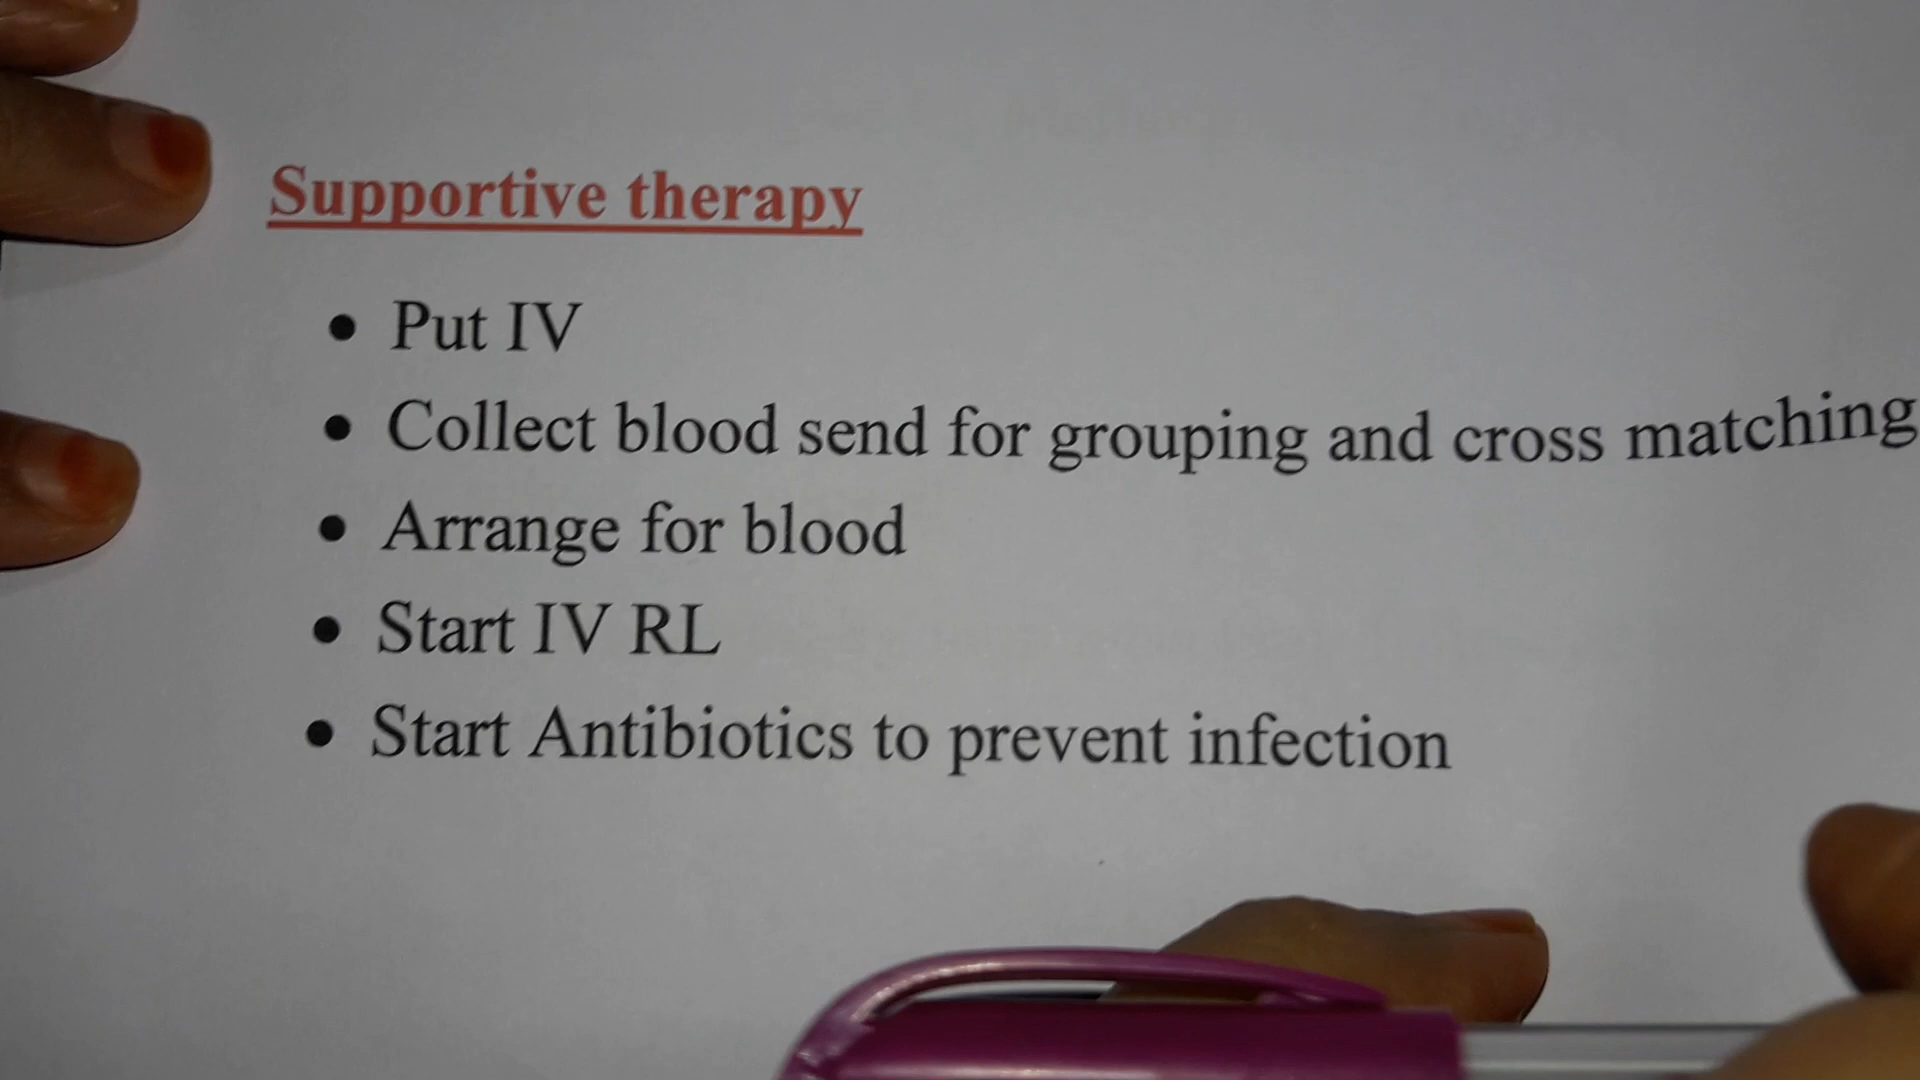 Supportive therapy
• Put IV
• Collect blood send for grouping and cross matching
• Arrange for blood
• Start IV RL
• Start Antibiotics to prevent infection